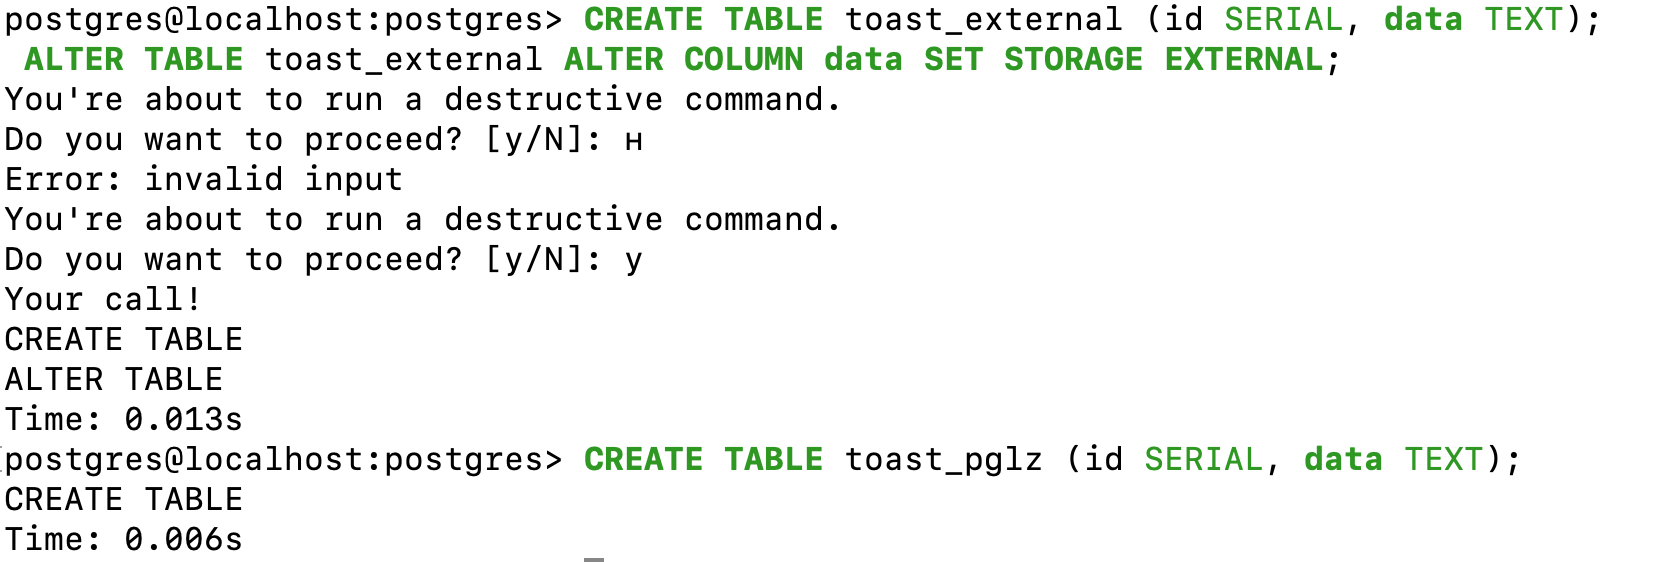 postgres@localhost:postgres> CREATE TABLE toast_external (id SERIAL, data TEXT);
 ALTER TABLE toast_external ALTER COLUMN data SET STORAGE EXTERNAL;
You're about to run a destructive command.
Do you want to proceed? [y/N]: н
Error: invalid input
You're about to run a destructive command.
Do you want to proceed? [y/N]: y
Your call!
CREATE TABLE
ALTER TABLE
Time: 0.013s
postgres@localhost:postgres> CREATE TABLE toast_pglz (id SERIAL, data TEXT);
CREATE TABLE
Time: 0.006s